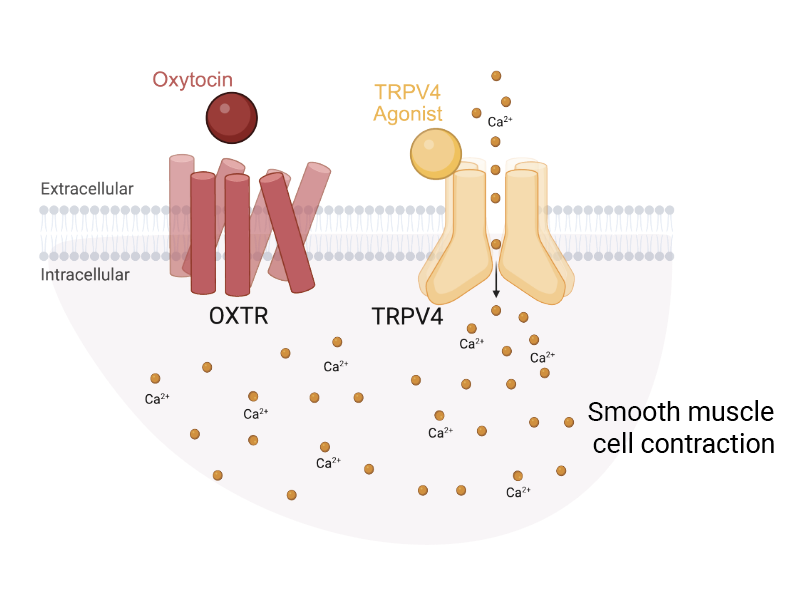 Oxytocin
TRPV4
Agonist
Ca²⁺
Extracellular
Intracellular
OXTR
TRPV4
Ca²⁺
Ca²⁺
Ca²⁺
Ca²⁺
Ca²⁺
Ca²⁺
Ca²⁺
Ca²⁺
Smooth muscle
cell contraction